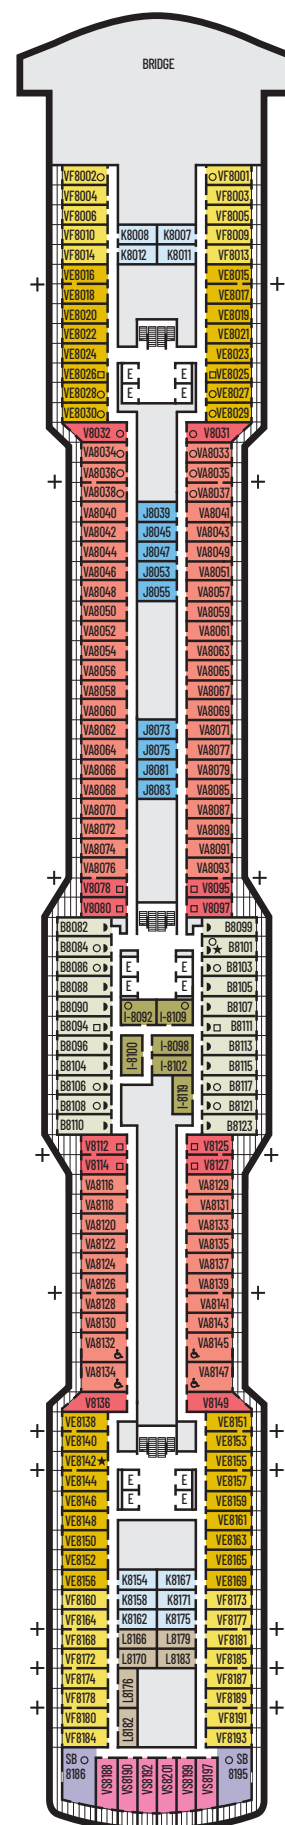 BRIDGE
VF8002 VF8001
VF8004 VF8003
VF8006 VF8005
VF8010 K8008 K8007 VF8009
VF8014 K8012 K8011 VF8013
VE8016 VE8015
VE8018 VE8017
VE8020 VE8019
VE8022 VE8021
VE8024 VE8023
VE8026 E E VE8025
VE8028 E E VE8027
VE8030 VE8029
V8032 V8031
VA8034 VA8033
VA8036 VA8035
VA8038 VA8037
VA8040 J8039 VA8041
VA8042 J8045 VA8043
VA8044 J8047 VA8049
VA8046 J8053 VA8051
VA8048 J8055 VA8057
VA8050 VA8059
VA8052 VA8061
VA8054 VA8063
VA8056 VA8065
VA8058 VA8067
VA8060 VA8069
VA8062 J8073 VA8071
VA8064 J8075 VA8077
VA8066 J8081 VA8079
VA8068 J8083 VA8085
VA8070 VA8087
VA8072 VA8089
VA8074 VA8091
VA8076 VA8093
V8078 V8095
V8080 V8097
B8082 B8099
B8084 B8101
B8086 E E B8103
B8088 E E B8105
B8090 I-8092 I-8109 B8107
B8094 B8111
B8096 I-8100 I-8098 B8113
B8104 I-8102 B8115
B8106 I-8119 B8117
B8108 B8121
B8110 B8123
V8112 V8125
V8114 V8127
VA8116 VA8129
VA8118 VA8131
VA8120 VA8133
VA8122 VA8135
VA8124 VA8137
VA8126 VA8139
VA8128 VA8141
VA8130 VA8143
VA8132 VA8145
VA8134 VA8147
V8136 V8149
VE8138 VE8151
VE8140 VE8153
VE8142 VE8155
VE8144 E E VE8157
VE8146 E E VE8159
VE8148 VE8161
VE8150 VE8163
VE8152 VE8165
VE8156 K8154 K8167 VE8169
VF8160 K8158 K8171 VF8173
VF8164 K8162 K8175 VF8177
VF8168 L8166 L8179 VF8181
VF8172 L8170 L8183 VF8185
VF8174 L8176 VF8187
VF8178 VF8189
VF8180 L8182 VF8191
VF8184 VF8193
SB 8186 VS8188 VS8190 VS8192 VS8201 VS8199 VS8197 SB 8195